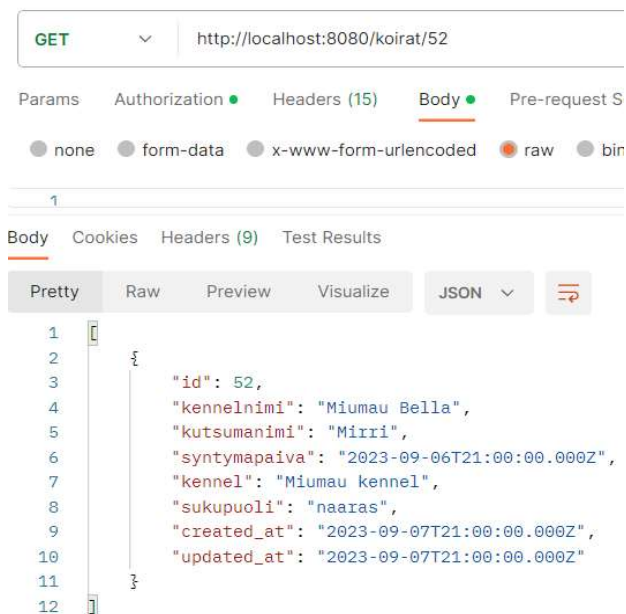 GET http://localhost:8080/koirat/52
Params Authorization Headers (15) Body Pre-request S
none form-data x-www-form-urlencoded raw bin
1
Body Cookies Headers (9) Test Results
Pretty Raw Preview Visualize JSON
1 [
2 {
3 "id": 52,
4 "kennelnimi": "Miumau Bella",
5 "kutsumanimi": "Mirri",
6 "syntymapaiva": "2023-09-06T21:00:00.000Z",
7 "kennel": "Miumau kennel",
8 "sukupuoli": "naaras",
9 "created_at": "2023-09-07T21:00:00.000Z",
10 "updated_at": "2023-09-07T21:00:00.000Z"
11 }
12 ]